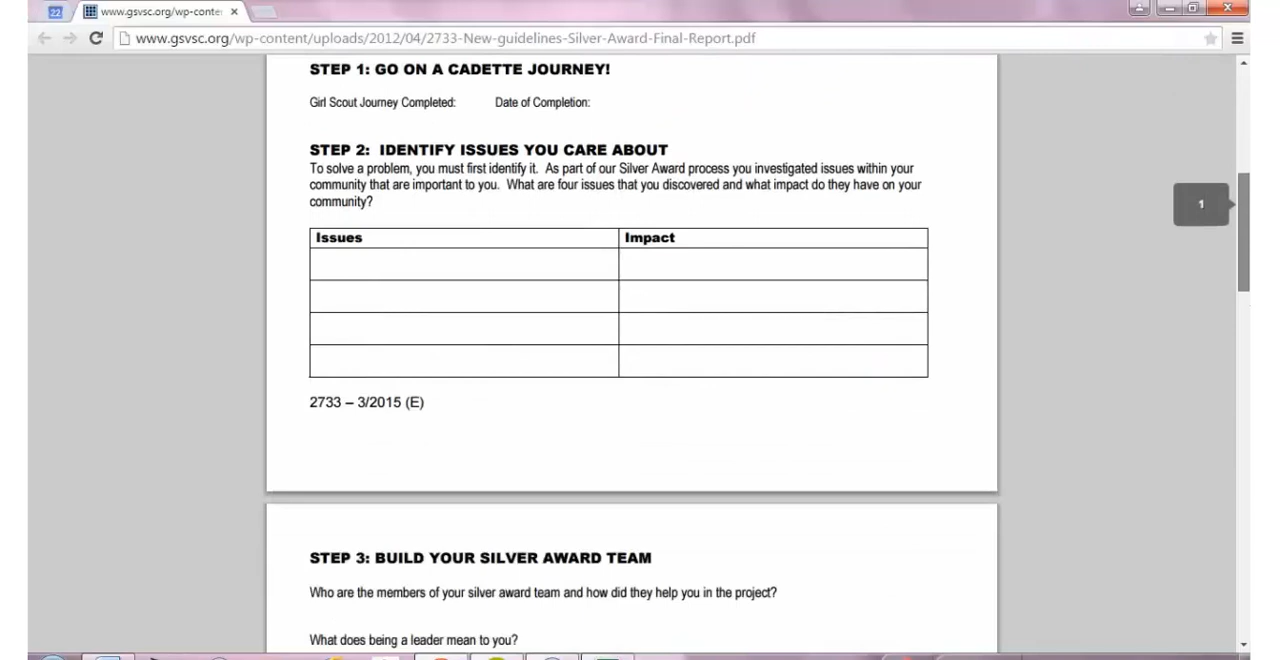 22
www.gsvsc.org/wp-conte
www.gsvsc.org/wp-content/uploads/2012/04/2733-New-guidelines-Silver-Award-Final-Report.pdf
STEP 1: GO ON A CADETTE JOURNEY!
Girl Scout Journey Completed: Date of Completion:
STEP 2: IDENTIFY ISSUES YOU CARE ABOUT
To solve a problem, you must first identify it. As part of our Silver Award process you investigated issues within your
community that are important to you. What are four issues that you discovered and what impact do they have on your
community?
1
Issues Impact
2733 – 3/2015 (E)
STEP 3: BUILD YOUR SILVER AWARD TEAM
Who are the members of your silver award team and how did they help you in the project?
What does being a leader mean to you?